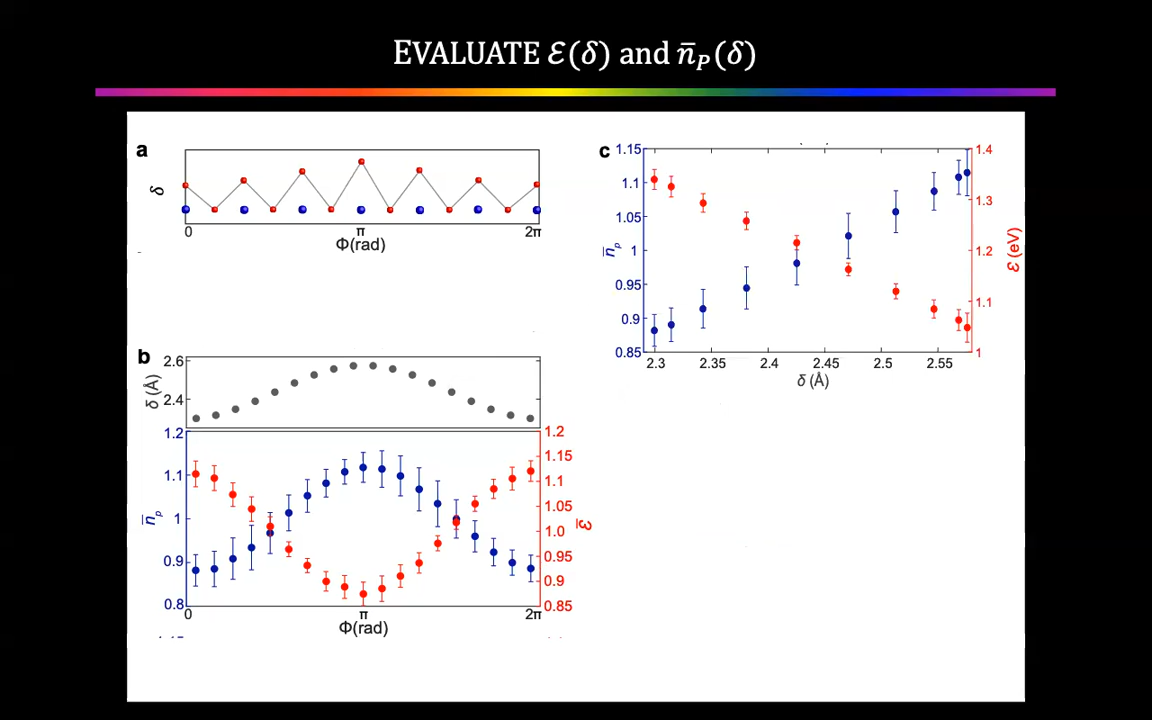 EVALUATE ℰ(δ) and n̄_P(δ)
a
δ
0 π 2π
Φ(rad)
b
δ (Å)
2.6
2.4
n̄_p
1.2
1.1
1
0.9
0.8
1.2
1.15
1.1
1.05
1.0
0.95
0.9
0.85
ℰ̄
0 π 2π
Φ(rad)
c
n̄_p
1.15
1.1
1.05
1
0.95
0.9
0.85
1.4
1.3
1.2
1.1
1
ℰ (eV)
2.3 2.35 2.4 2.45 2.5 2.55
δ (Å)